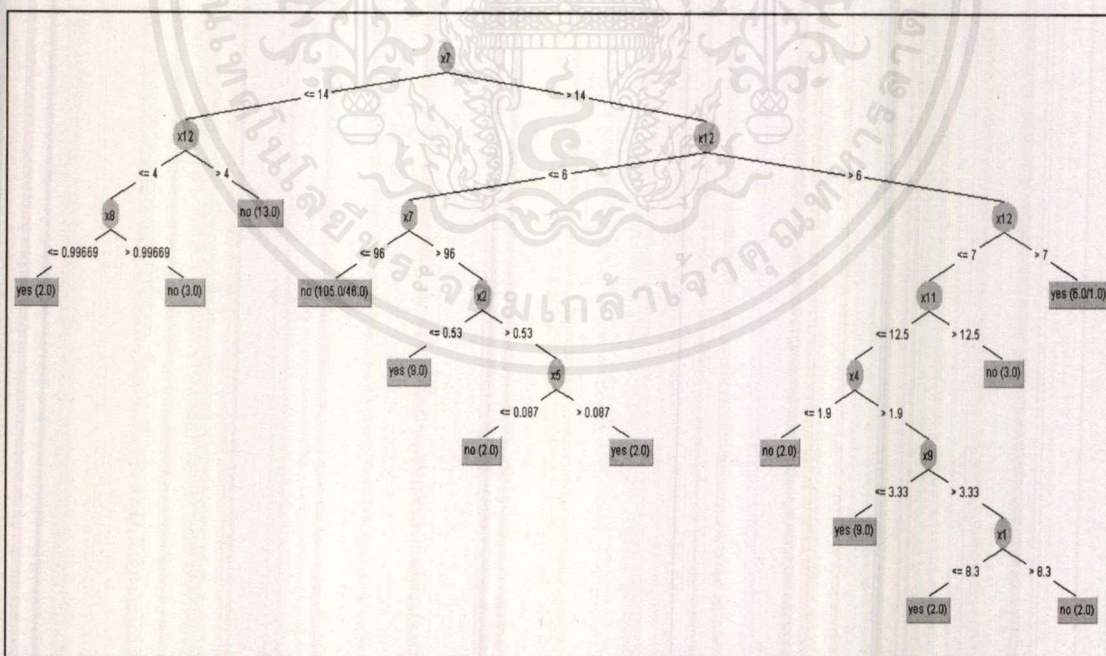 x7
<= 14
> 14
x12
x12
<= 4
> 4
<= 6
> 6
x8
no (13.0)
x7
x12
<= 0.99669
> 0.99669
<= 96
> 96
<= 7
> 7
yes (2.0)
no (3.0)
no (105.0/46.0)
x2
x11
yes (6.0/1.0)
<= 0.53
> 0.53
<= 12.5
> 12.5
yes (9.0)
x5
x4
no (3.0)
<= 0.087
> 0.087
<= 1.9
> 1.9
no (2.0)
yes (2.0)
no (2.0)
x9
<= 3.33
> 3.33
yes (9.0)
x1
<= 8.3
> 8.3
yes (2.0)
no (2.0)